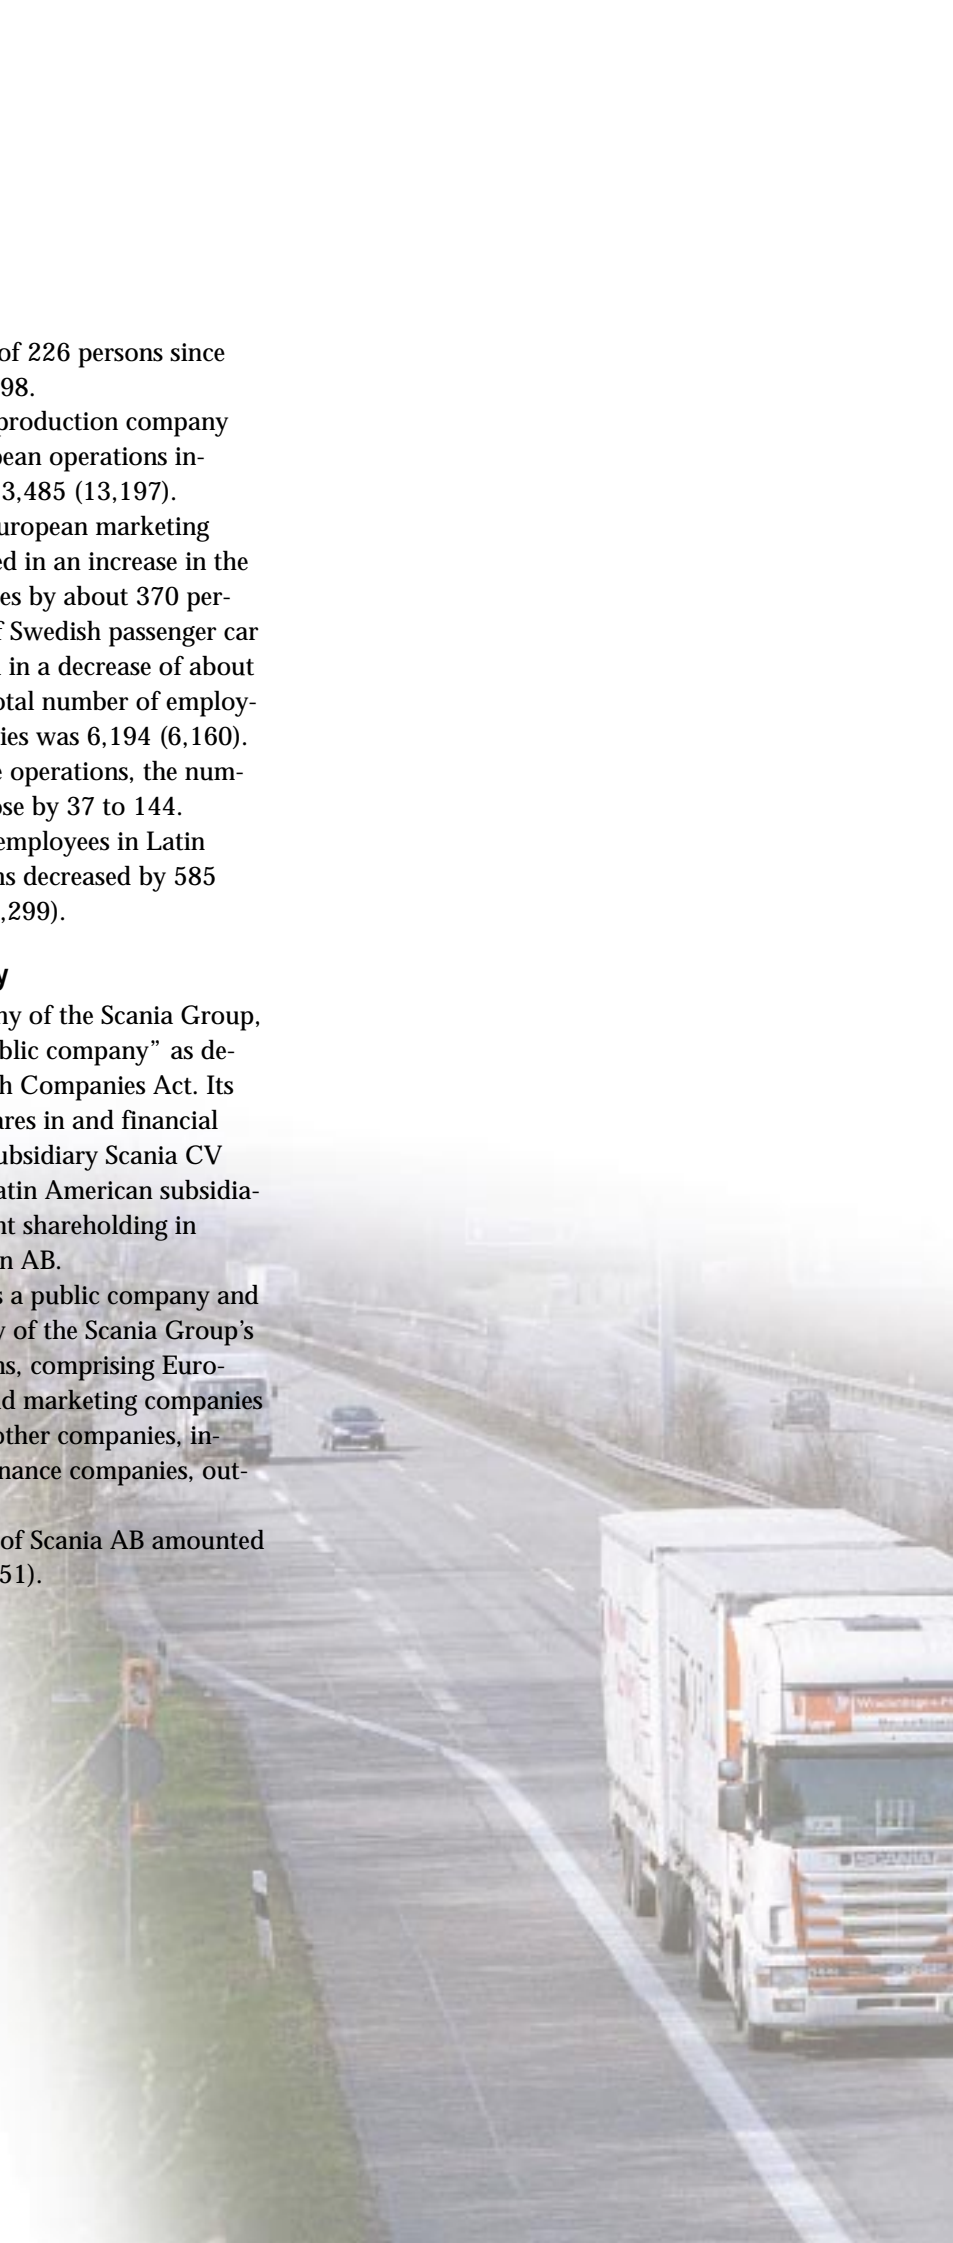 of 226 persons since
98.
production company
pean operations in-
3,485 (13,197).
uropean marketing
ed in an increase in the
es by about 370 per-
f Swedish passenger car
in a decrease of about
otal number of employ-
ies was 6,194 (6,160).
e operations, the num-
ose by 37 to 144.
employees in Latin
ns decreased by 585
,299).
y
ny of the Scania Group,
blic company” as de-
h Companies Act. Its
ares in and financial
ubsidiary Scania CV
atin American subsidia-
nt shareholding in
n AB.
s a public company and
y of the Scania Group’s
ns, comprising Euro-
d marketing companies
other companies, in-
nance companies, out-
of Scania AB amounted
51).
SCANIA